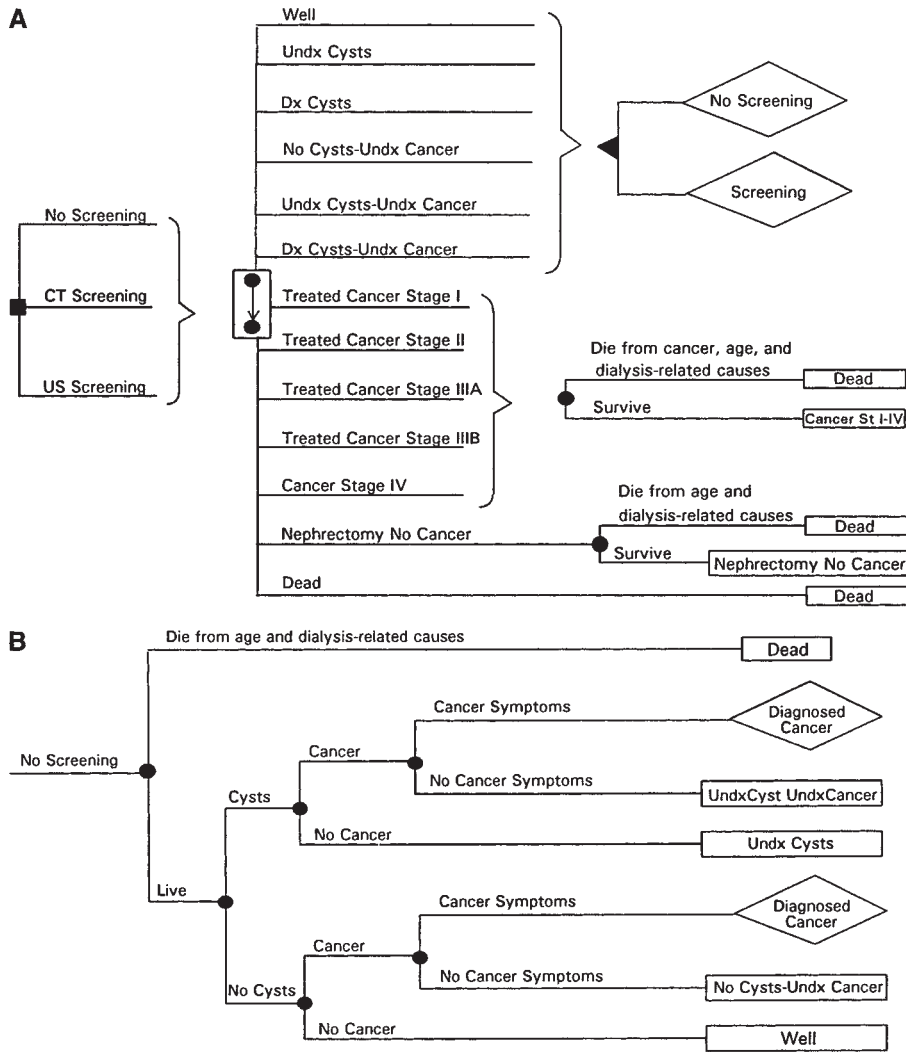 A
Well
Undx Cysts
Dx Cysts
No Cysts-Undx Cancer
Undx Cysts-Undx Cancer
Dx Cysts-Undx Cancer
No Screening
Screening
No Screening
CT Screening
US Screening
Treated Cancer Stage I
Treated Cancer Stage II
Treated Cancer Stage IIIA
Treated Cancer Stage IIIB
Cancer Stage IV
Nephrectomy No Cancer
Dead
Die from cancer, age, and
dialysis-related causes
Dead
Survive
Cancer St I-IV
Die from age and
dialysis-related causes
Dead
Survive
Nephrectomy No Cancer
Dead
B
Die from age and dialysis-related causes
Dead
No Screening
Live
Cysts
Cancer
Cancer Symptoms
Diagnosed
Cancer
No Cancer Symptoms
UndxCyst UndxCancer
No Cancer
Undx Cysts
No Cysts
Cancer
Cancer Symptoms
Diagnosed
Cancer
No Cancer Symptoms
No Cysts-Undx Cancer
No Cancer
Well